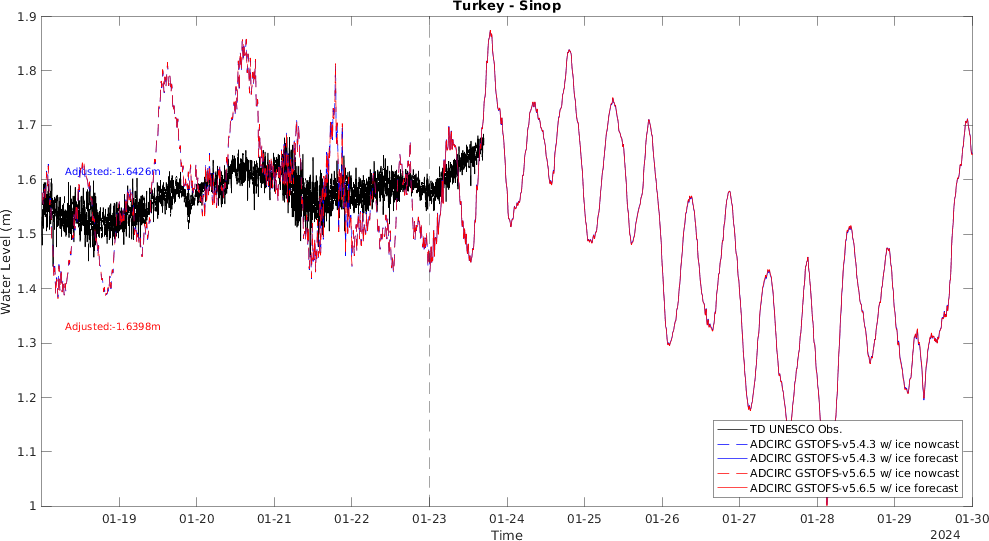 Turkey - Sinop
1.9
1.8
1.7
1.6
1.5
1.4
1.3
1.2
1.1
1
Water Level (m)
Adjusted:-1.6426m
Adjusted:-1.6398m
TD UNESCO Obs.
ADCIRC GSTOFS-v5.4.3 w/ ice nowcast
ADCIRC GSTOFS-v5.4.3 w/ ice forecast
ADCIRC GSTOFS-v5.6.5 w/ ice nowcast
ADCIRC GSTOFS-v5.6.5 w/ ice forecast
01-19 01-20 01-21 01-22 01-23 01-24 01-25 01-26 01-27 01-28 01-29 01-30
Time
2024